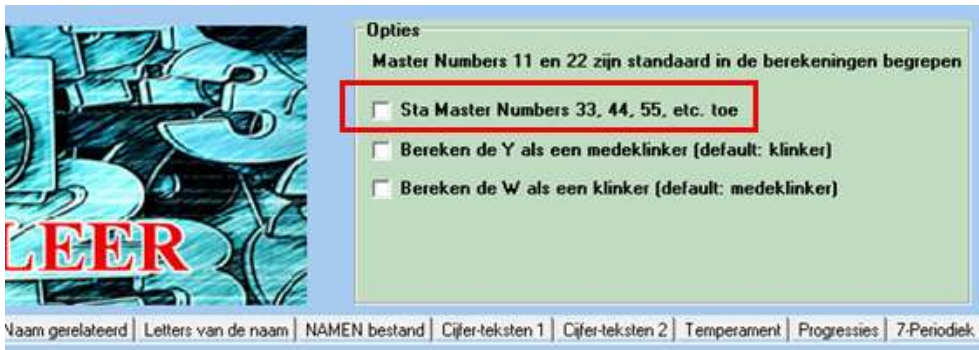 Opties
Master Numbers 11 en 22 zijn standaard in de berekeningen begrepen
Sta Master Numbers 33, 44, 55, etc. toe
Bereken de Y als een medeklinker (default: klinker)
Bereken de W als een klinker (default: medeklinker)
LEER
Naam gerelateerd Letters van de naam NAMEN bestand Cijfer-teksten 1 Cijfer-teksten 2 Temperament Progressies 7-Periodiek